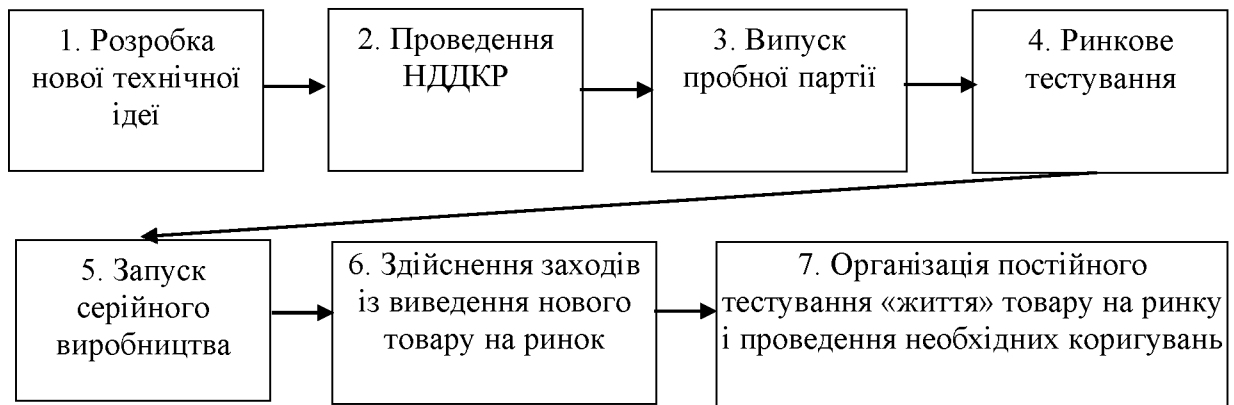 1. Розробка
нової технічної
ідеї
2. Проведення
НДДКР
3. Випуск
пробної партії
4. Ринкове
тестування
5. Запуск
серійного
виробництва
6. Здійснення заходів
із виведення нового
товару на ринок
7. Організація постійного
тестування «життя» товару на ринку
і проведення необхідних коригувань